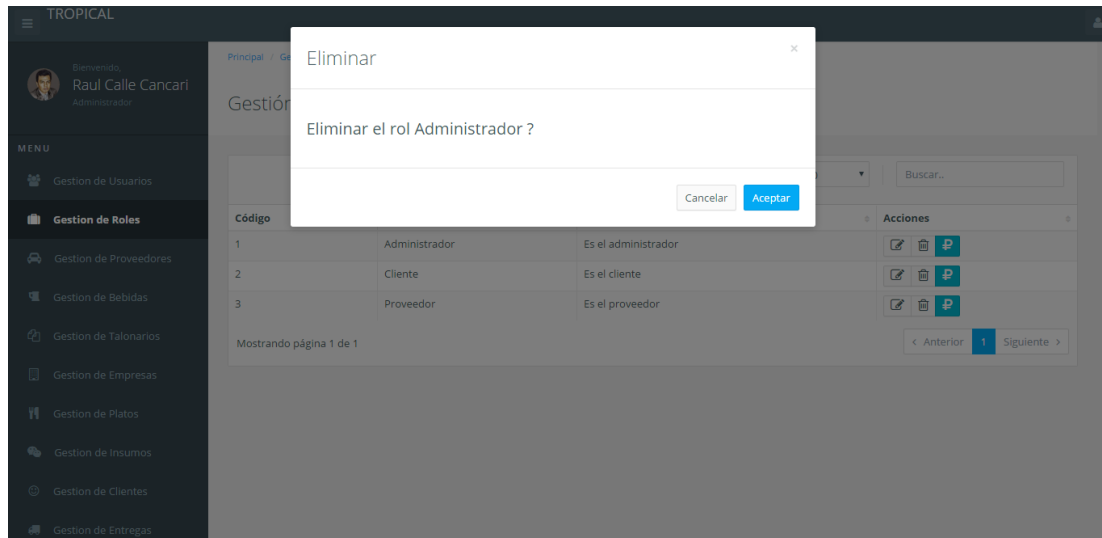 TROPICAL
Bienvenido,
Raul Calle Cancari
Administrador
MENU
Gestion de Usuarios
Gestion de Roles
Gestion de Proveedores
Gestion de Bebidas
Gestion de Talonarios
Gestion de Empresas
Gestion de Platos
Gestion de Insumos
Gestion de Clientes
Gestion de Entregas
Principal / Ge
Gestión
Eliminar ×
Eliminar el rol Administrador ?
Cancelar Aceptar
Buscar..
Código Acciones
1 Administrador Es el administrador
2 Cliente Es el cliente
3 Proveedor Es el proveedor
Mostrando página 1 de 1
< Anterior 1 Siguiente >